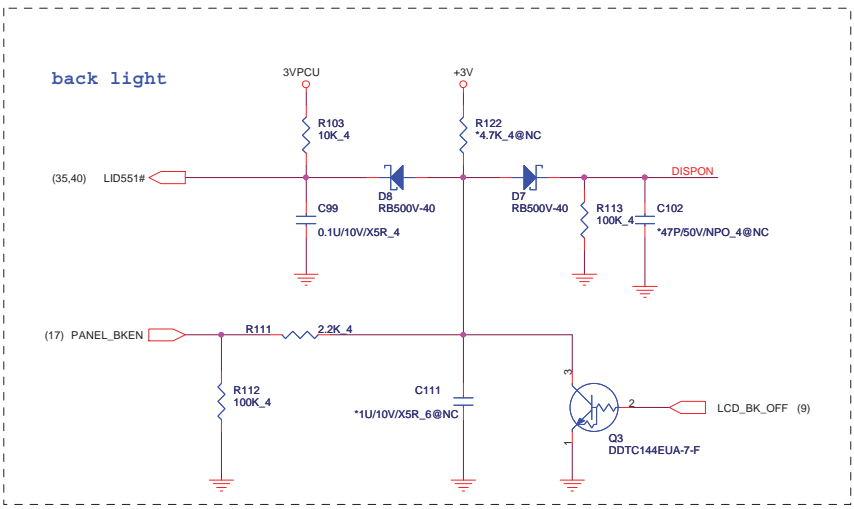 back light
3VPCU
+3V
R103
10K_4
R122
*4.7K_4@NC
(35,40) LID551#
DISPON
D8
RB500V-40
D7
RB500V-40
C99
0.1U/10V/X5R_4
R113
100K_4
C102
*47P/50V/NPO_4@NC
(17) PANEL_BKEN
R111
2.2K_4
R112
100K_4
C111
*1U/10V/X5R_6@NC
3
2
LCD_BK_OFF (9)
1
Q3
DDTC144EUA-7-F